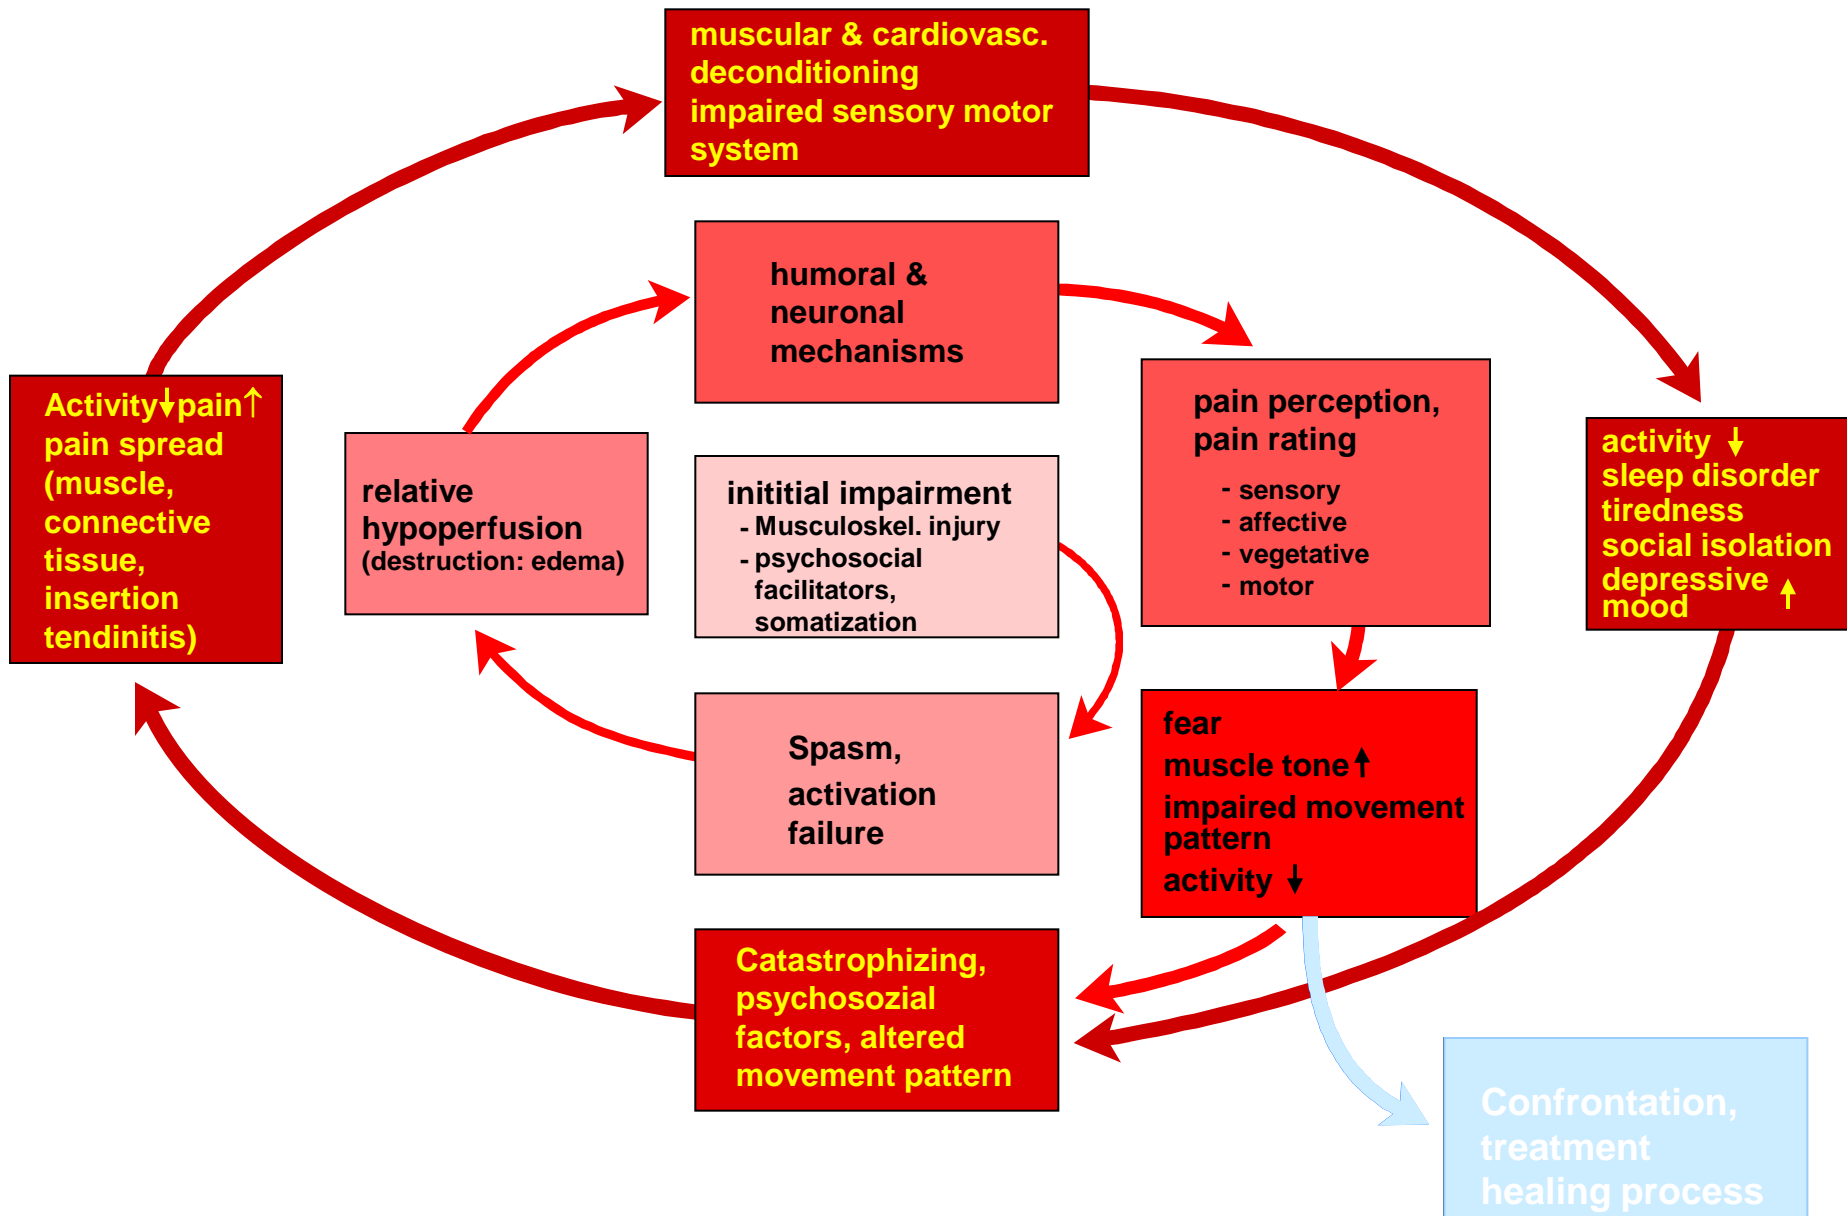 muscular & cardiovasc.
deconditioning
impaired sensory motor
system
humoral &
neuronal
mechanisms
Activity↓pain↑
pain spread
(muscle,
connective
tissue,
insertion
tendinitis)
relative
hypoperfusion
(destruction: edema)
inititial impairment
- Musculoskel. injury
- psychosocial
facilitators,
somatization
pain perception,
pain rating
- sensory
- affective
- vegetative
- motor
activity ↓
sleep disorder
tiredness
social isolation
depressive ↑
mood
Spasm,
activation
failure
fear
muscle tone↑
impaired movement
pattern
activity ↓
Catastrophizing,
psychosozial
factors, altered
movement pattern
Confrontation,
treatment
healing process